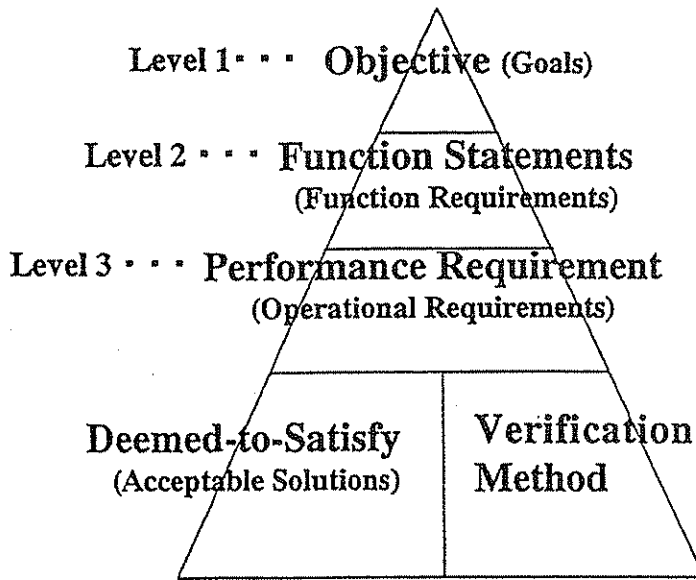 Level 1 · · · Objective (Goals)
Level 2 · · · Function Statements
(Function Requirements)
Level 3 · · · Performance Requirement
(Operational Requirements)
Deemed-to-Satisfy
(Acceptable Solutions)
Verification
Method